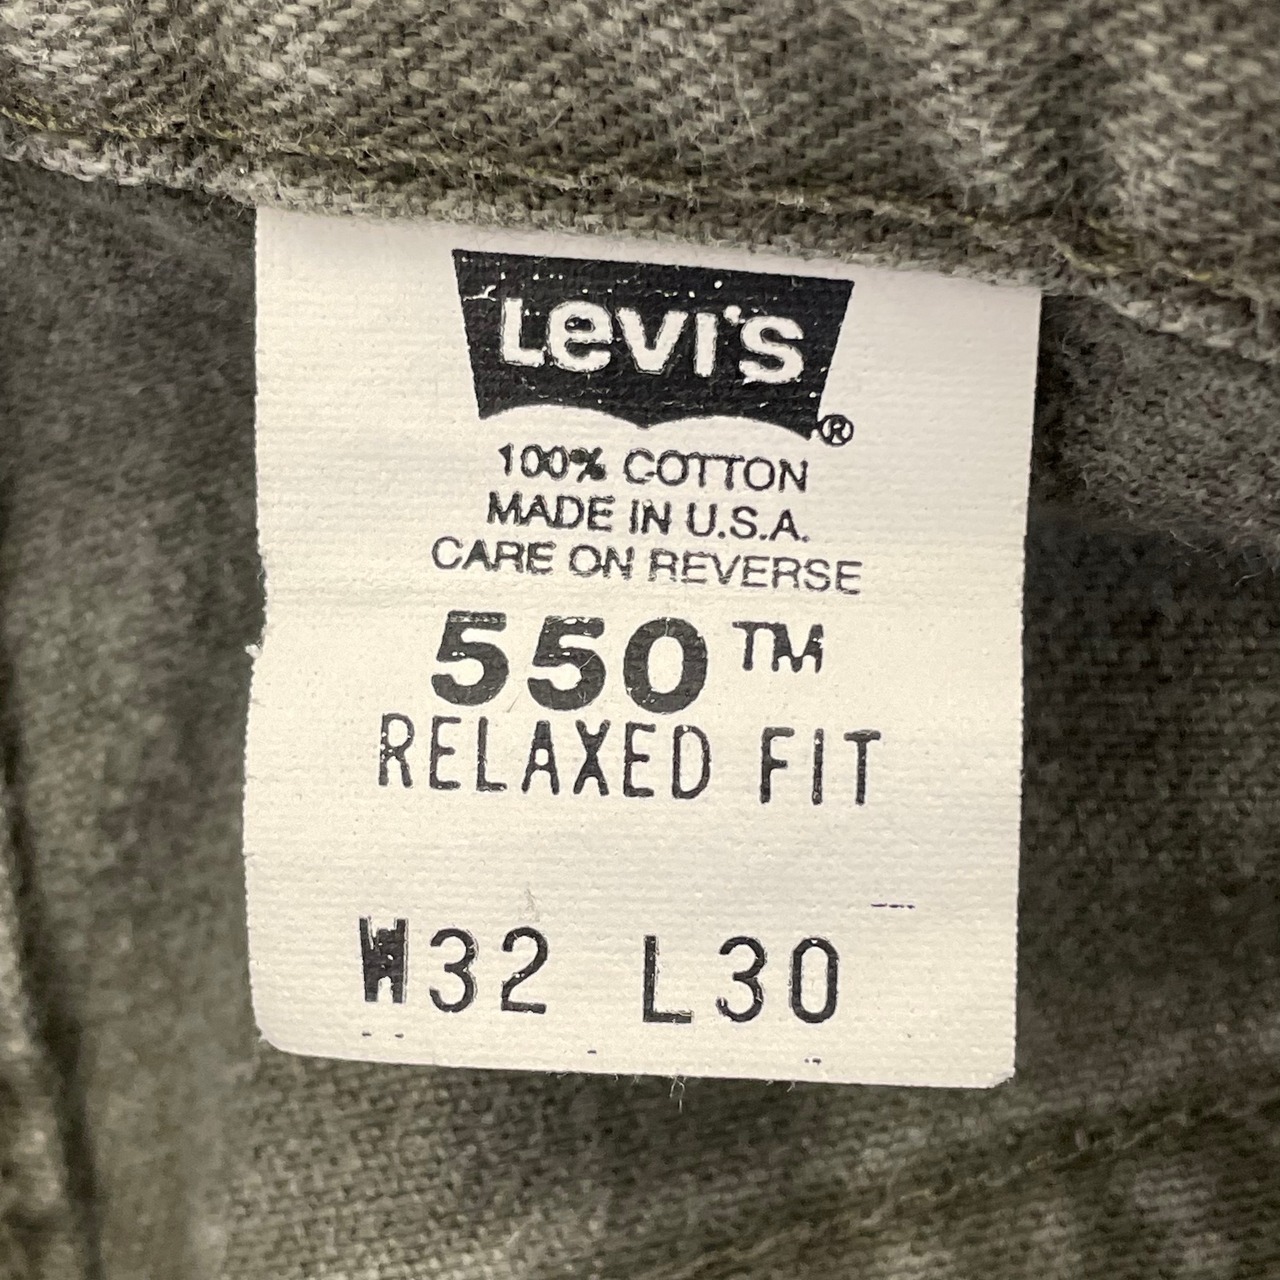 Levi's®
100% COTTON
MADE IN U.S.A.
CARE ON REVERSE
550™
RELAXED FIT
W32 L30